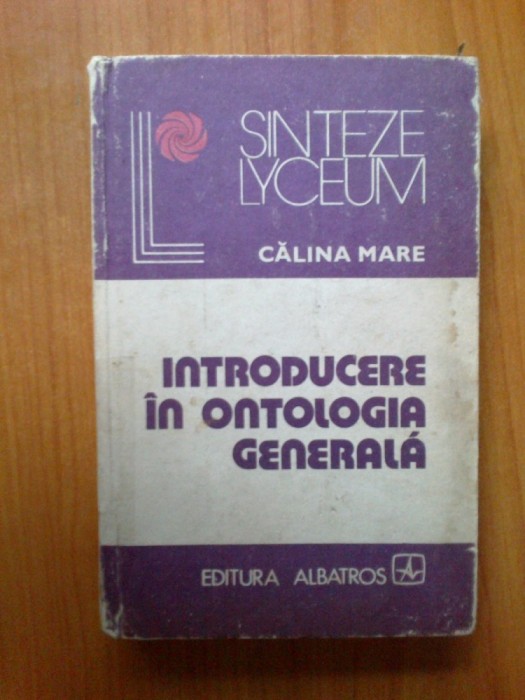 SINTEZE
LYCEUM
CĂLINA MARE
INTRODUCERE
ÎN ONTOLOGIA
GENERALĂ
EDITURA ALBATROS